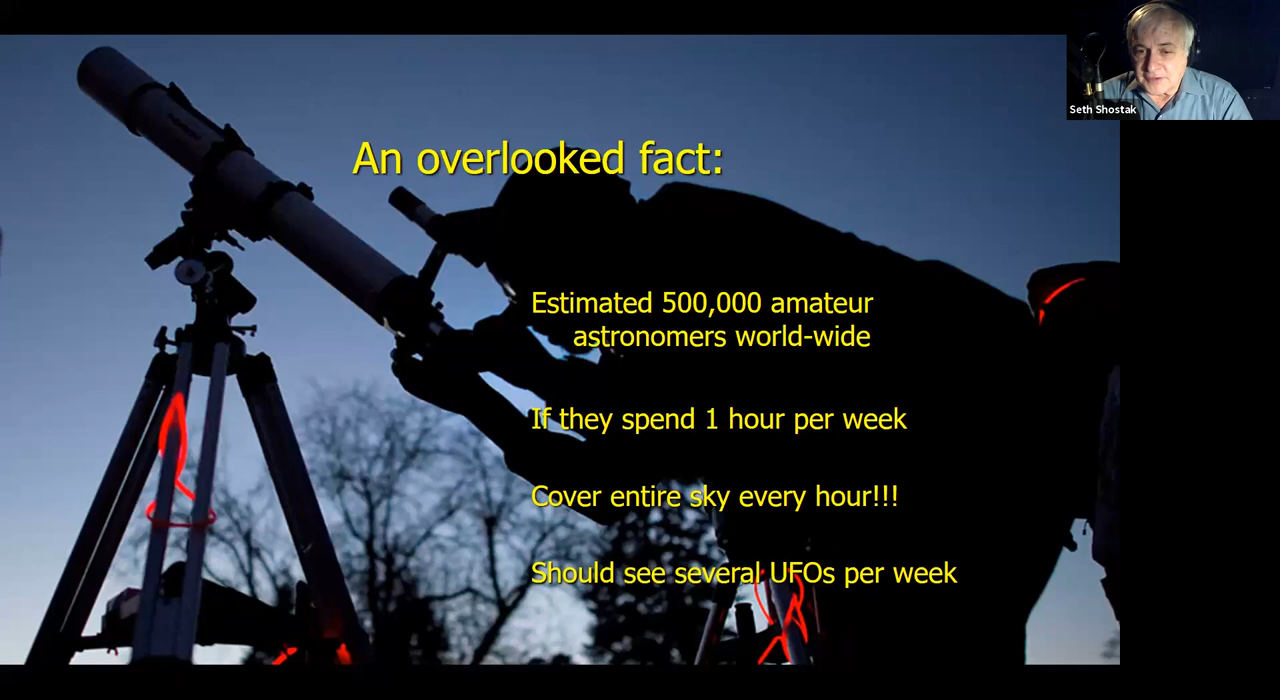 Seth Shostak
An overlooked fact:
Estimated 500,000 amateur
astronomers world-wide
If they spend 1 hour per week
Cover entire sky every hour!!!
Should see several UFOs per week